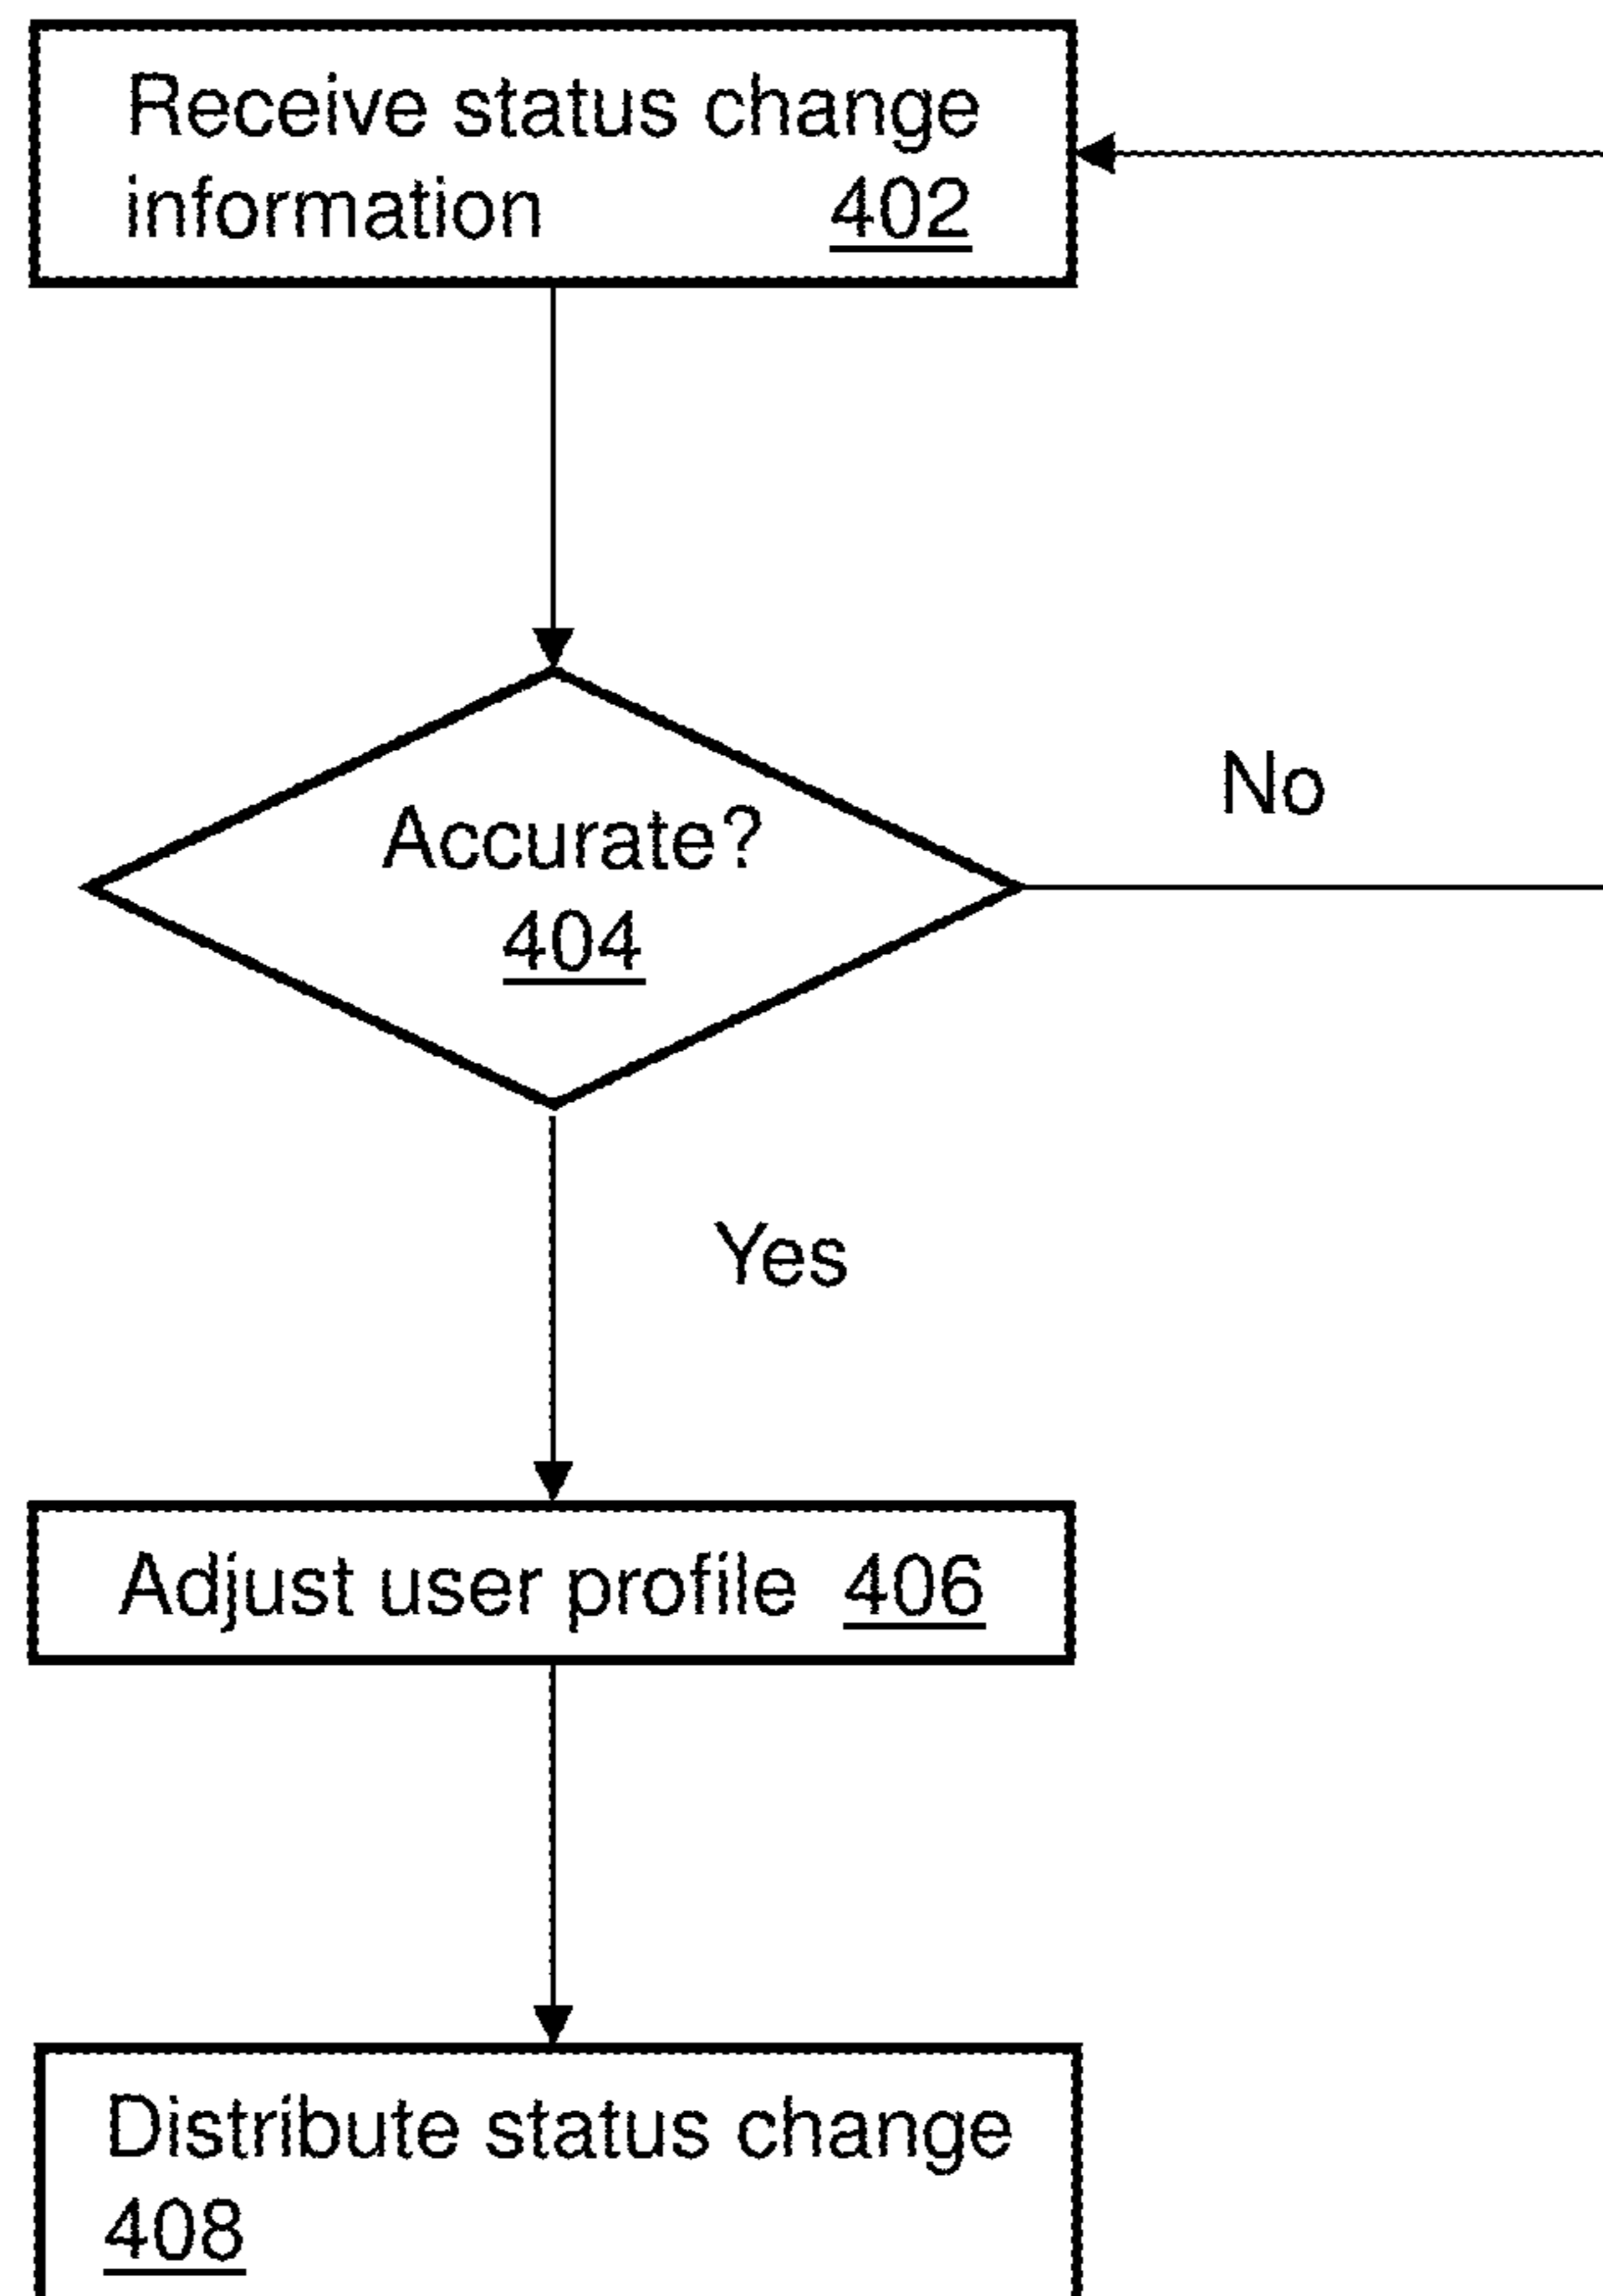 Receive status change
information 402
No
Accurate?
404
Yes
Adjust user profile 406
Distribute status change
408